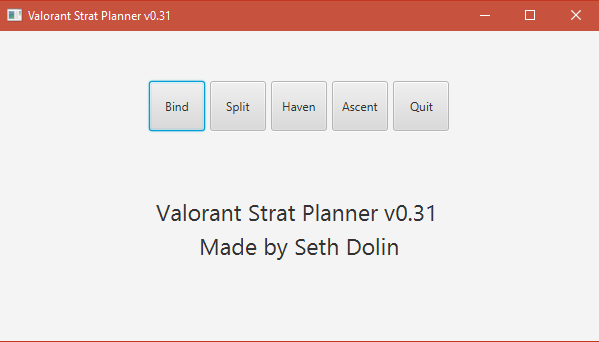 Valorant Strat Planner v0.31
Bind Split Haven Ascent Quit
Valorant Strat Planner v0.31
Made by Seth Dolin